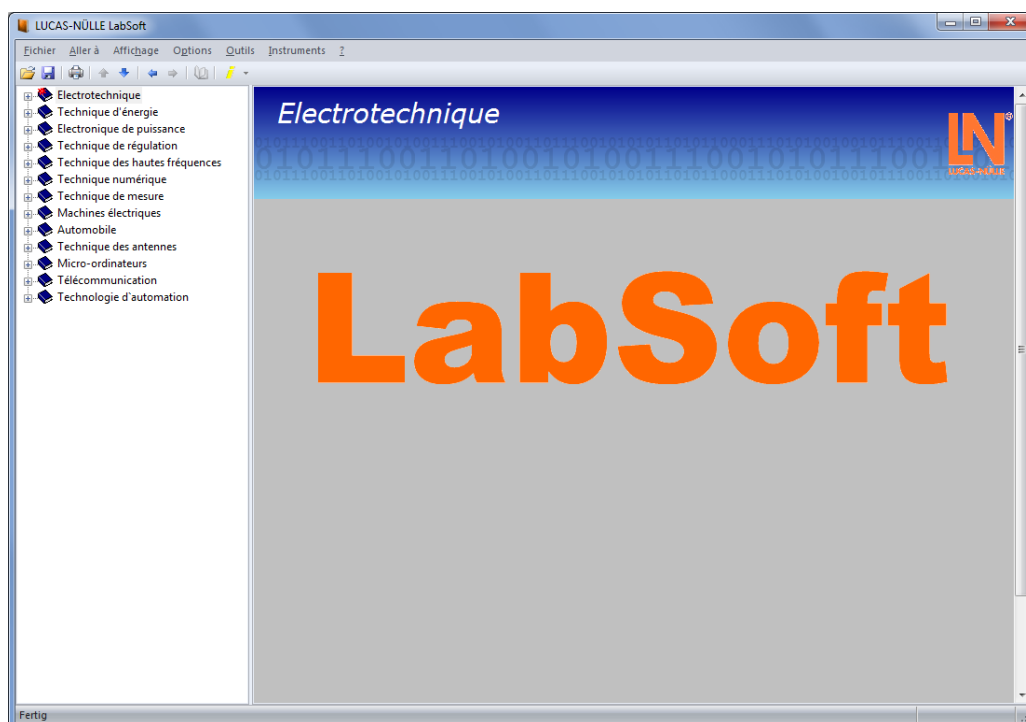 LUCAS-NÜLLE LabSoft
Fichier Aller à Affichage Options Outils Instruments ?
Electrotechnique
Technique d'énergie
Electronique de puissance
Technique de régulation
Technique des hautes fréquences
Technique numérique
Technique de mesure
Machines électriques
Automobile
Technique des antennes
Micro-ordinateurs
Télécommunication
Technologie d'automation
Electrotechnique
LN®
LUCAS-NÜLLE
LabSoft
Fertig